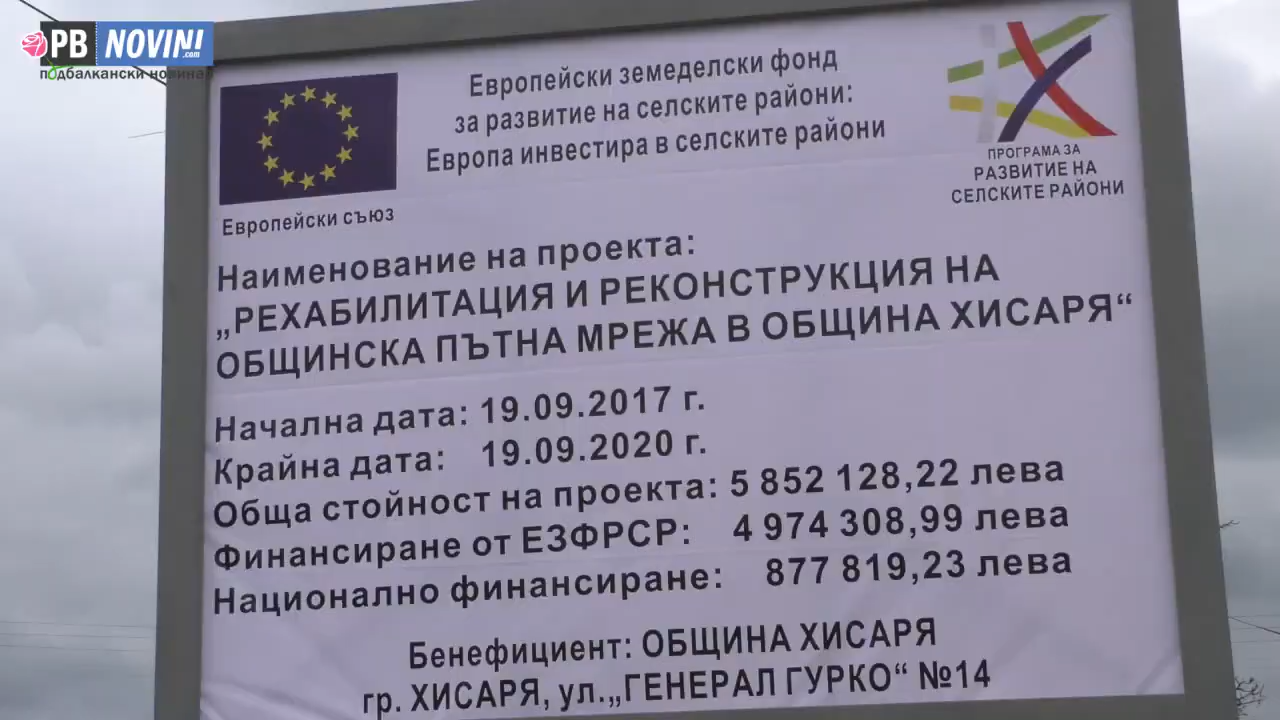 PB NOVINI.com
подбалкански новина
Европейски земеделски фонд
за развитие на селските райони:
Европа инвестира в селските райони
Европейски съюз
ПРОГРАМА ЗА
РАЗВИТИЕ НА
СЕЛСКИТЕ РАЙОНИ
Наименование на проекта:
„РЕХАБИЛИТАЦИЯ И РЕКОНСТРУКЦИЯ НА
ОБЩИНСКА ПЪТНА МРЕЖА В ОБЩИНА ХИСАРЯ“
Начална дата: 19.09.2017 г.
Крайна дата: 19.09.2020 г.
Обща стойност на проекта: 5 852 128,22 лева
Финансиране от ЕЗФРСР: 4 974 308,99 лева
Национално финансиране: 877 819,23 лева
Бенефициент: ОБЩИНА ХИСАРЯ
гр. ХИСАРЯ, ул.„ГЕНЕРАЛ ГУРКО“ №14